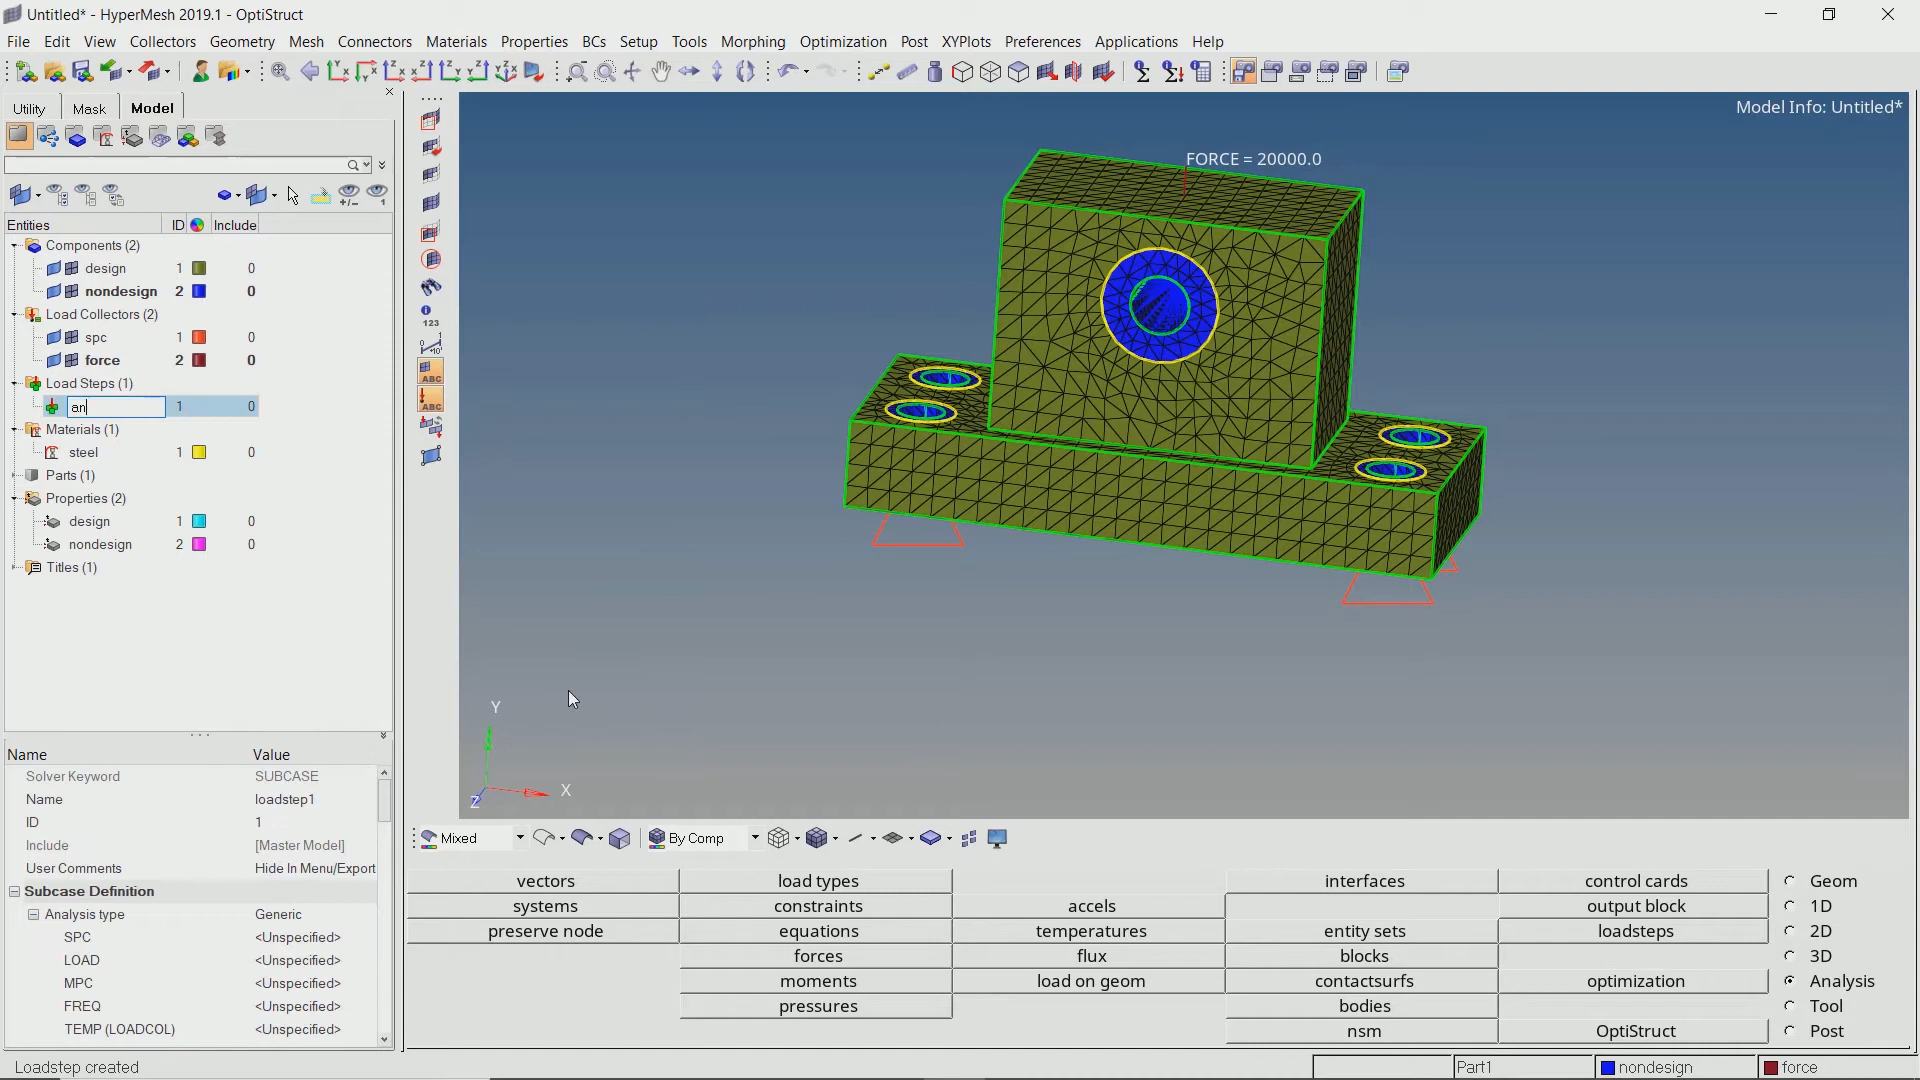 Untitled* - HyperMesh 2019.1 - OptiStruct
File Edit View Collectors Geometry Mesh Connectors Materials Properties BCs Setup Tools Morphing Optimization Post XYPlots Preferences Applications Help
Utility Mask Model
Model Info: Untitled*
FORCE = 20000.0
Entities ID Include
Components (2)
design 1 0
nondesign 2 0
Load Collectors (2)
spc 1 0
force 2 0
Load Steps (1)
an 1 0
Materials (1)
steel 1 0
Parts (1)
Properties (2)
design 1 0
nondesign 2 0
Titles (1)
123
ABC
ABC
Y
X
Z
Name Value
Solver Keyword SUBCASE
Name loadstep1
ID 1
Include [Master Model]
User Comments Hide In Menu/Export
Subcase Definition
Analysis type Generic
SPC <Unspecified>
LOAD <Unspecified>
MPC <Unspecified>
FREQ <Unspecified>
TEMP (LOADCOL) <Unspecified>
Mixed By Comp
vectors load types interfaces control cards Geom
systems constraints accels output block 1D
preserve node equations temperatures entity sets loadsteps 2D
forces flux blocks 3D
moments load on geom contactsurfs optimization Analysis
pressures bodies Tool
nsm OptiStruct Post
Loadstep created Part1 nondesign force